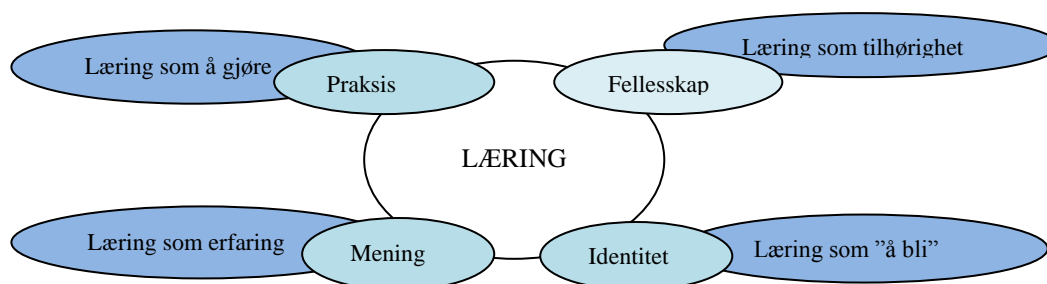 Læring som å gjøre
Praksis
Fellesskap
Læring som tilhørighet
LÆRING
Læring som erfaring
Mening
Identitet
Læring som ”å bli”